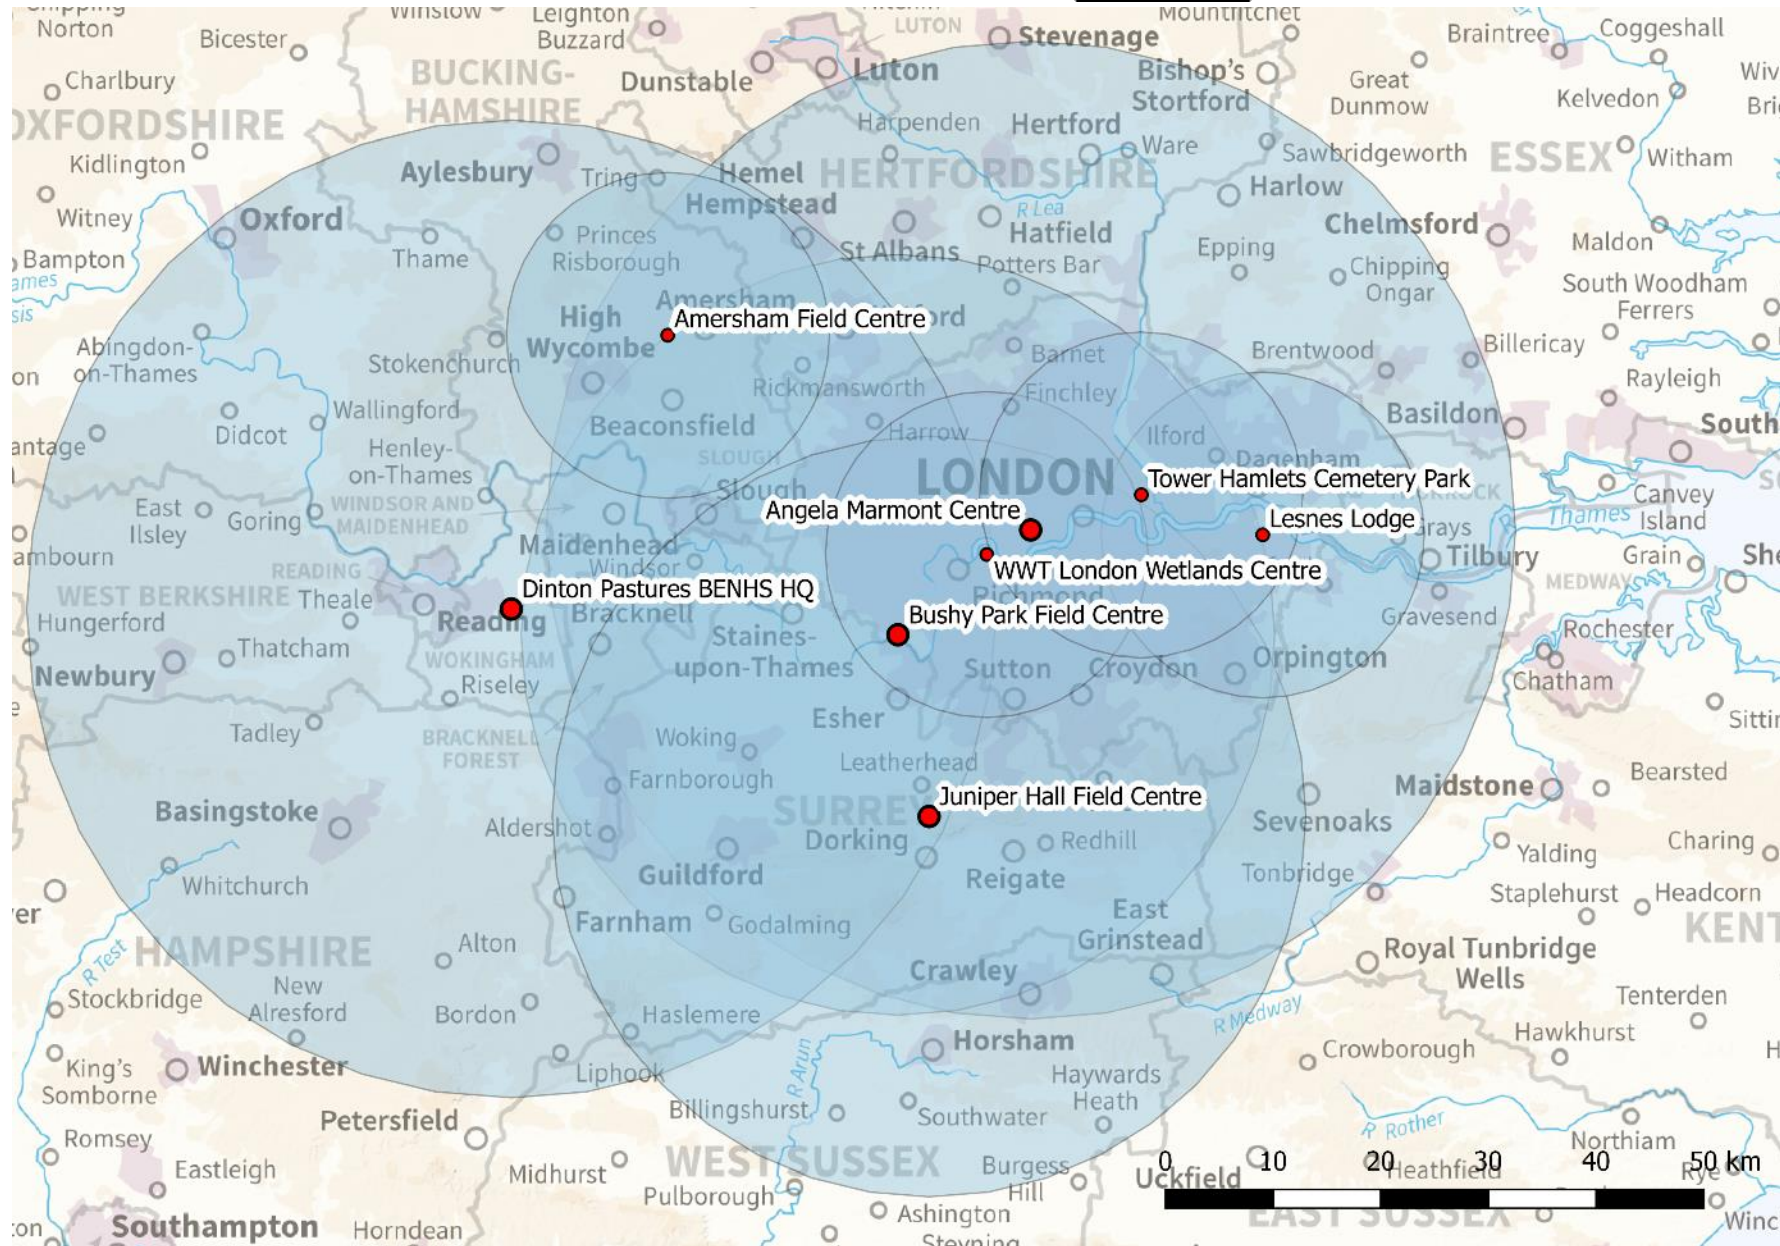 Norton
Bicester
Winslow
Leighton
Buzzard
LUTON
Stevenage
Mountfitchet
Braintree
Coggeshall
Charlbury
BUCKING-
HAMSHIRE
Dunstable
Luton
Bishop's
Stortford
Great
Dunmow
Kelvedon
OXFORDSHIRE
Harpenden
Hertford
Ware
Sawbridgeworth
ESSEX
Witham
Kidlington
Aylesbury
Tring
Hemel
Hempstead
HERTFORDSHIRE
Harlow
Witney
Oxford
Princes
Risborough
St Albans
R Lea
Hatfield
Epping
Chelmsford
Maldon
Bampton
Thame
Potters Bar
Chipping
Ongar
South Woodham
Ferrers
Amersham
Amersham Field Centre
High
Wycombe
Abingdon-
on-Thames
Stokenchurch
Rickmansworth
Barnet
Finchley
Brentwood
Billericay
Rayleigh
Wallingford
Didcot
Beaconsfield
Harrow
Ilford
Basildon
South
Henley-
on-Thames
SLOUGH
Slough
LONDON
Dagenham
Tower Hamlets Cemetery Park
Canvey
Island
East
Ilsley
Goring
WINDSOR AND
MAIDENHEAD
Angela Marmont Centre
Lesnes Lodge
Grays
Thames
Maidenhead
Windsor
WWT London Wetlands Centre
Tilbury
Grain
READING
WEST BERKSHIRE
Theale
Dinton Pastures BENHS HQ
Richmond
MEDWAY
Hungerford
Reading
Bracknell
Staines-
upon-Thames
Bushy Park Field Centre
Gravesend
Rochester
Newbury
Thatcham
WOKINGHAM
Riseley
Sutton
Croydon
Orpington
Chatham
Tadley
BRACKNELL
FOREST
Woking
Esher
Farnborough
Leatherhead
Maidstone
Bearsted
Basingstoke
Aldershot
SURREY
Juniper Hall Field Centre
Dorking
Redhill
Sevenoaks
Yalding
Charing
Whitchurch
Guildford
Reigate
Tonbridge
Staplehurst
Headcorn
HAMPSHIRE
R Test
Alton
Farnham
Godalming
East
Grinstead
Crawley
Royal Tunbridge
Wells
KENT
Stockbridge
New
Alresford
Bordon
Haslemere
R Medway
Tenterden
Hawkhurst
King's
Somborne
Winchester
Liphook
R Arun
Horsham
Crowborough
Haywards
Heath
Romsey
Petersfield
Billingshurst
Southwater
R Rother
Northiam
Eastleigh
Midhurst
WEST SUSSEX
Pulborough
Burgess
Hill
Uckfield
Heathfield
Rye
0 10 20 30 40 50 km
Southampton
Horndean
Ashington
Steyning
EAST SUSSEX